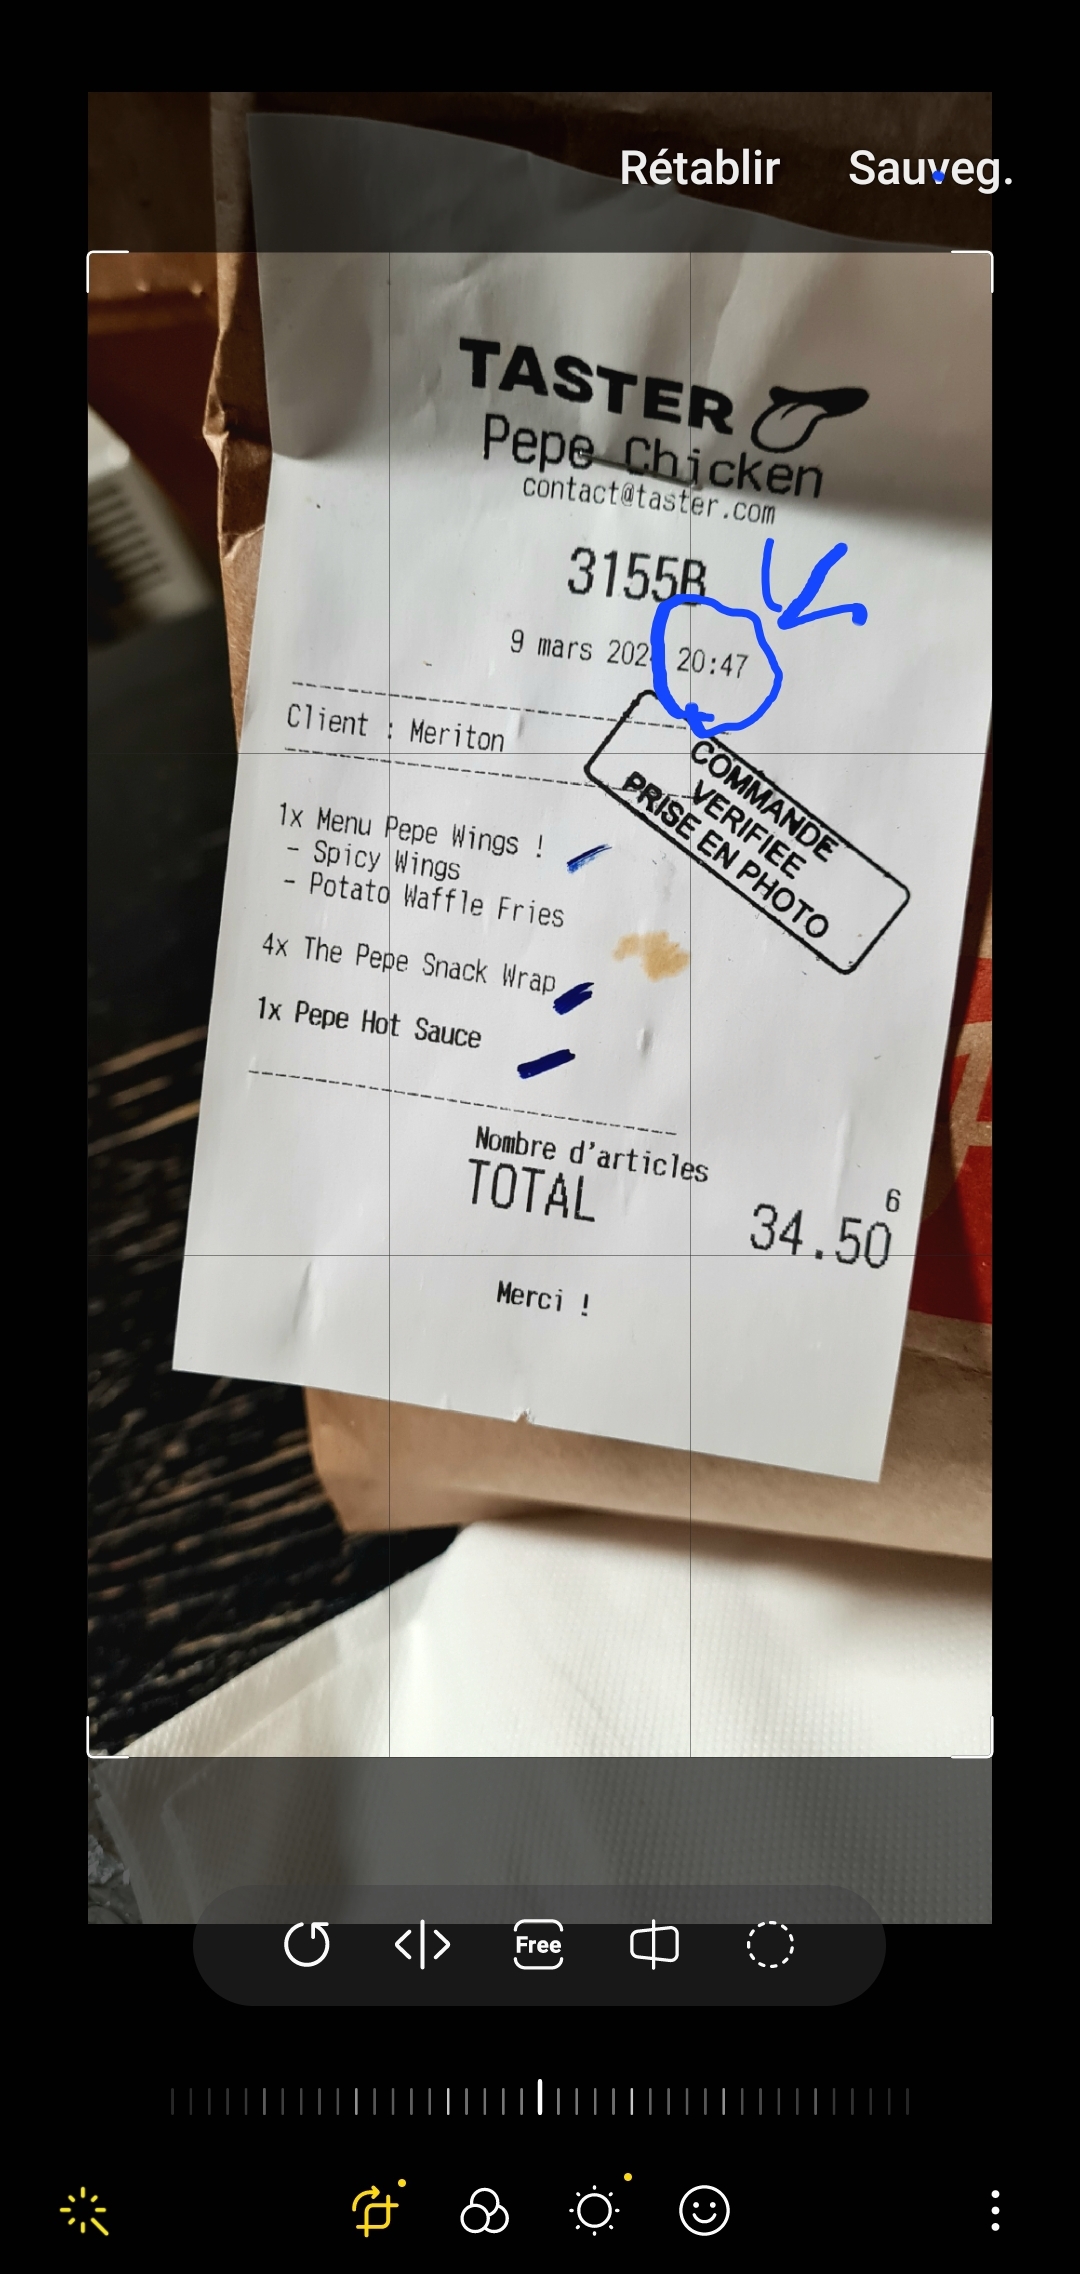 Rétablir Sauveg.
TASTER
Pepe Chicken
contact@taster.com
3155B
9 mars 20:47
Client : Meriton
COMMANDE
VERIFIEE
PRISE EN PHOTO
1x Menu Pepe Wings !
- Spicy Wings
- Potato Waffle Fries
4x The Pepe Snack Wrap
1x Pepe Hot Sauce
Nombre d'articles 6
TOTAL 34.50
Merci !
Free